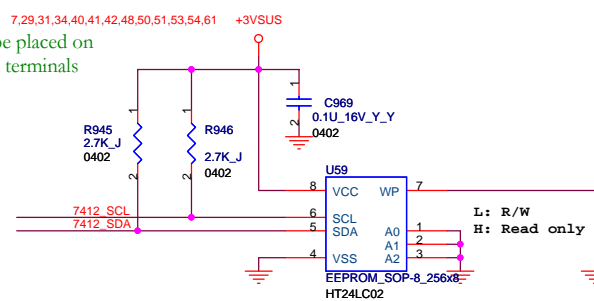 7,29,31,34,40,41,42,48,50,51,53,54,61 +3VSUS
be placed on
terminals
1
C969
0.1U_16V_Y_Y
2
0402
1 1
R945 R946
2.7K_J
0402 2.7K_J
0402
2 2
U59
8 VCC WP 7
7412_SCL 6 SCL
7412_SDA 5 SDA A0 1
A1 2
4 VSS A2 3
L: R/W
H: Read only
EEPROM_SOP-8_256x8
HT24LC02